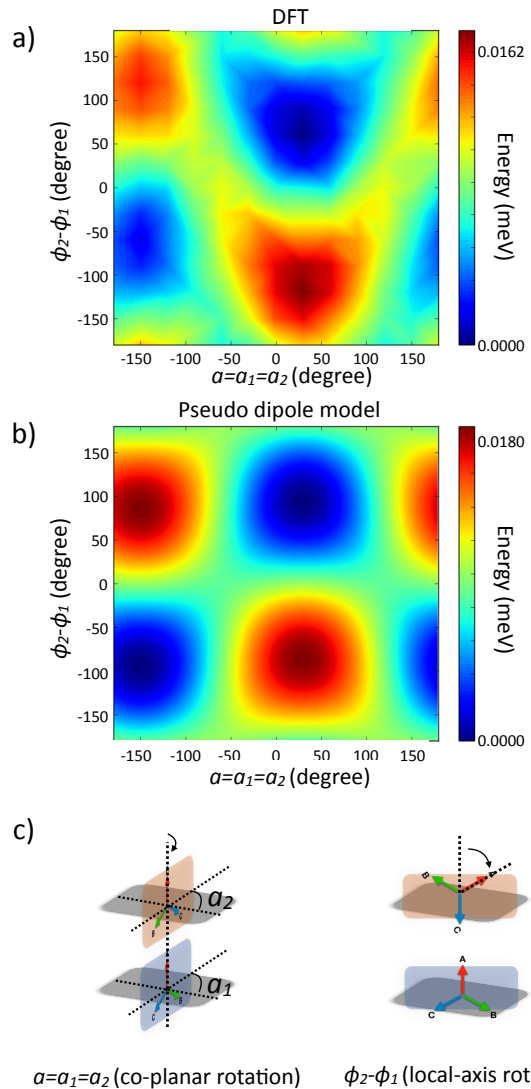 DFT
a)
150
100
50
0
-50
-100
-150
ϕ2-ϕ1 (degree)
-150 -100 -50 0 50 100 150
a=a1=a2 (degree)
0.0162
Energy (meV)
0.0000
Pseudo dipole model
b)
150
100
50
0
-50
-100
-150
ϕ2-ϕ1 (degree)
-150 -100 -50 0 50 100 150
a=a1=a2 (degree)
0.0180
Energy (meV)
0.0000
c)
a2
B
a1
C B
B A
C
A
C B
a=a1=a2 (co-planar rotation)
ϕ2-ϕ1 (local-axis rot